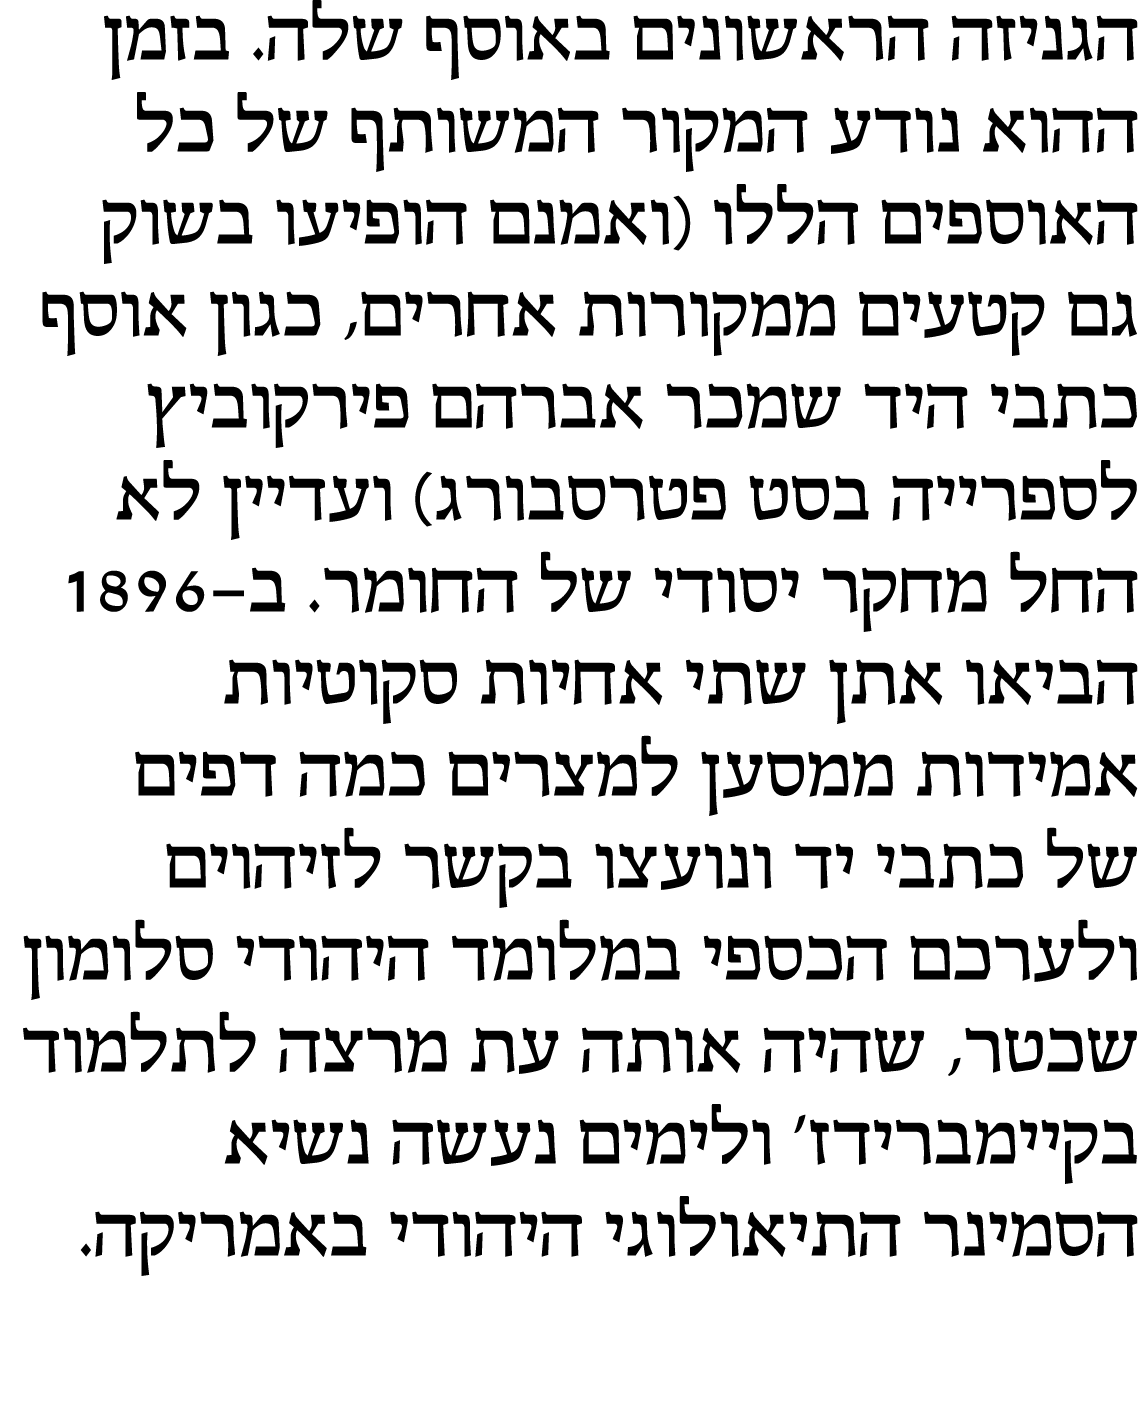 הגניזה הראשונים באוסף שלה. בזמן
ההוא נודע המקור המשותף של כל
האוספים הללו (ואמנם הופיעו בשוק
גם קטעים ממקורות אחרים, כגון אוסף
כתבי היד שמכר אברהם פירקוביץ
לספרייה בסט פטרסבורג) ועדיין לא
החל מחקר יסודי של החומר. ב–1896
הביאו אתן שתי אחיות סקוטיות
אמידות ממסען למצרים כמה דפים
של כתבי יד ונועצו בקשר לזיהוים
ולערכם הכספי במלומד היהודי סלומון
שכטר, שהיה אותה עת מרצה לתלמוד
בקיימברידז' ולימים נעשה נשיא
הסמינר התיאולוגי היהודי באמריקה.